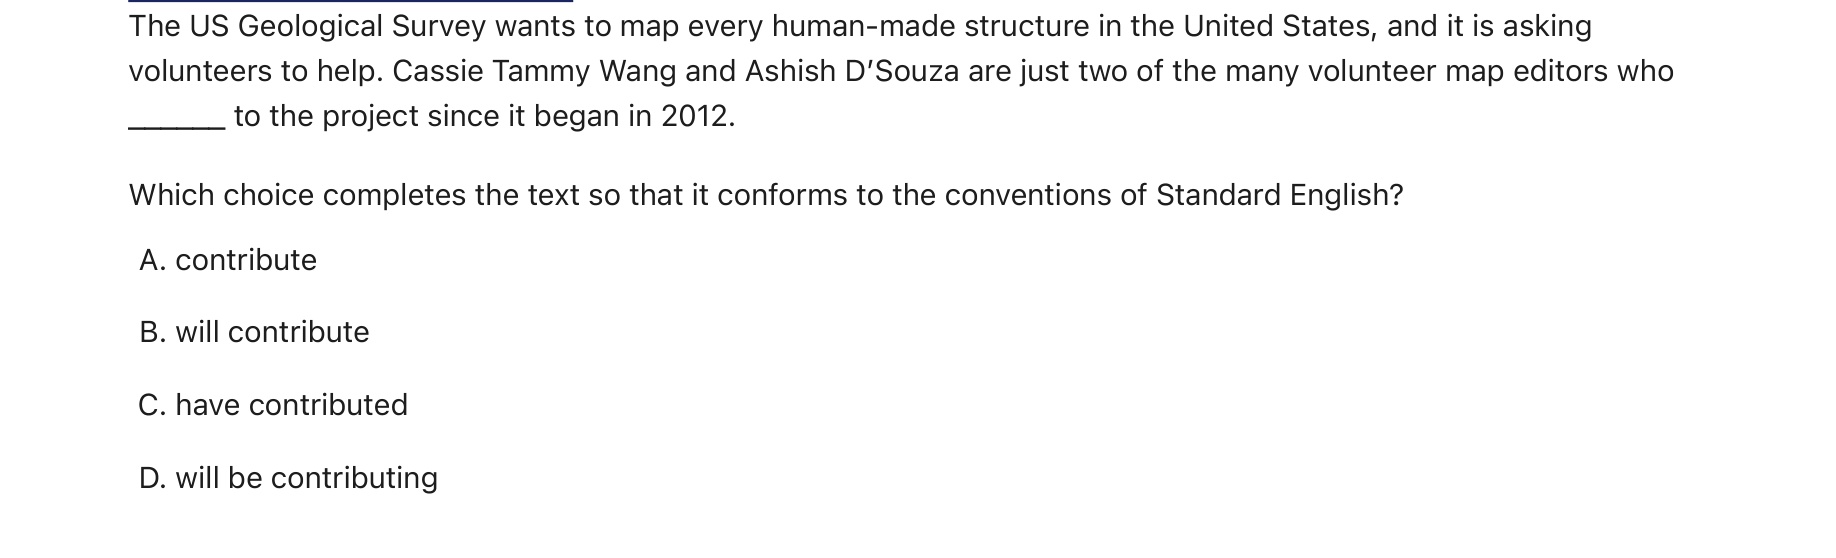 The US Geological Survey wants to map every human-made structure in the United States, and it is asking
volunteers to help. Cassie Tammy Wang and Ashish D’Souza are just two of the many volunteer map editors who
______ to the project since it began in 2012.
Which choice completes the text so that it conforms to the conventions of Standard English?
A. contribute
B. will contribute
C. have contributed
D. will be contributing